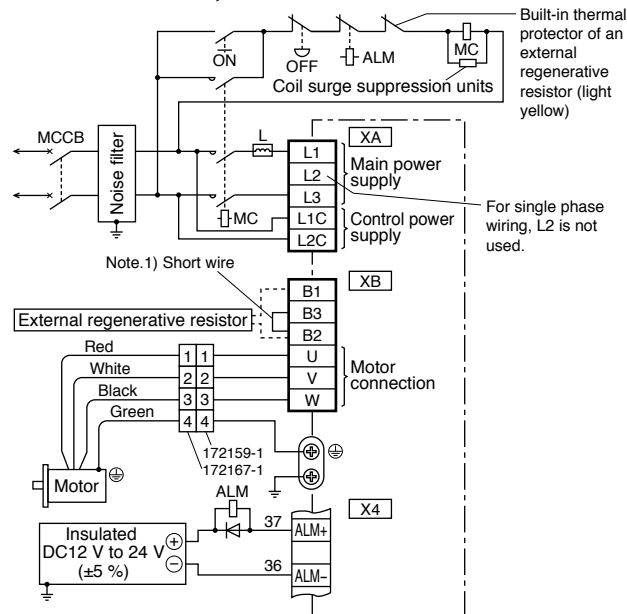 Built-in thermal
protector of an
external
regenerative
resistor (light
yellow)
ON
OFF
ALM
MC
Coil surge suppression units
MCCB
Noise filter
L
MC
XA
L1
L2
L3
L1C
L2C
Main power
supply
Control power
supply
For single phase
wiring, L2 is not
used.
Note.1) Short wire
XB
B1
B3
B2
U
V
W
External regenerative resistor
Motor
connection
Red
White
Black
Green
1 1
2 2
3 3
4 4
172159-1
172167-1
Motor
ALM
X4
37
ALM+
36
ALM−
Insulated
DC12 V to 24 V
(±5 %)
+
−